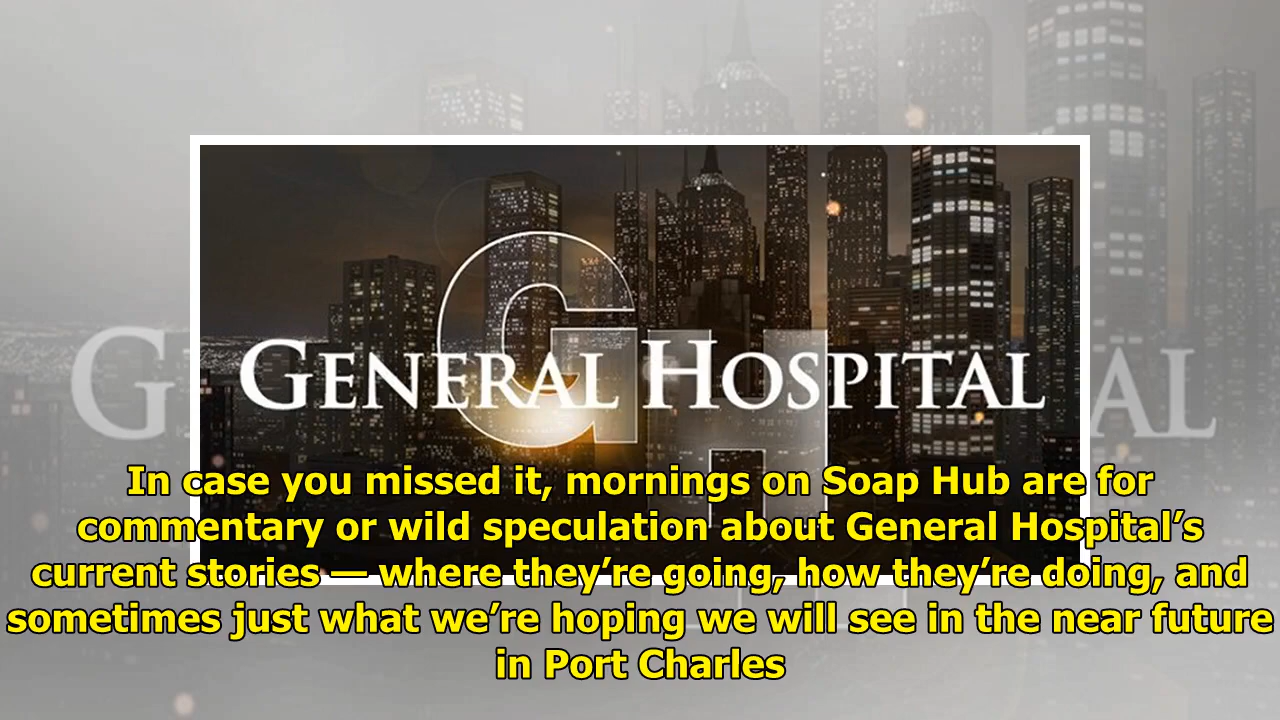 GH
GENERAL HOSPITAL
In case you missed it, mornings on Soap Hub are for
commentary or wild speculation about General Hospital’s
current stories — where they’re going, how they’re doing, and
sometimes just what we’re hoping we will see in the near future
in Port Charles